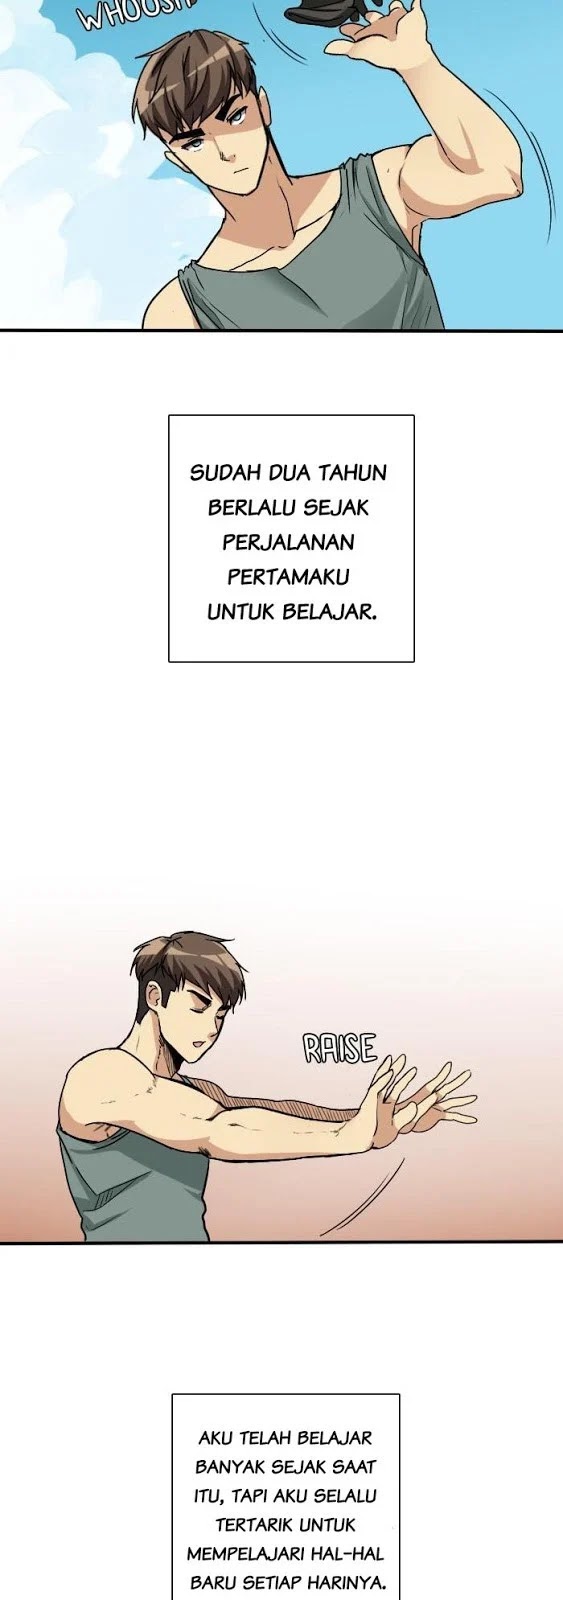 WHOOSH
SUDAH DUA TAHUN
BERLALU SEJAK
PERJALANAN
PERTAMAKU
UNTUK BELAJAR.
RAISE
AKU TELAH BELAJAR
BANYAK SEJAK SAAT
ITU, TAPI AKU SELALU
TERTARIK UNTUK
MEMPELAJARI HAL-HAL
BARU SETIAP HARINYA.